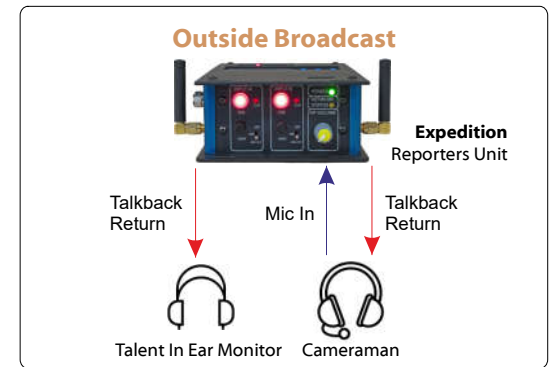 Outside Broadcast
Expedition
Reporters Unit
Talkback
Return
Mic In
Talkback
Return
Talent In Ear Monitor
Cameraman